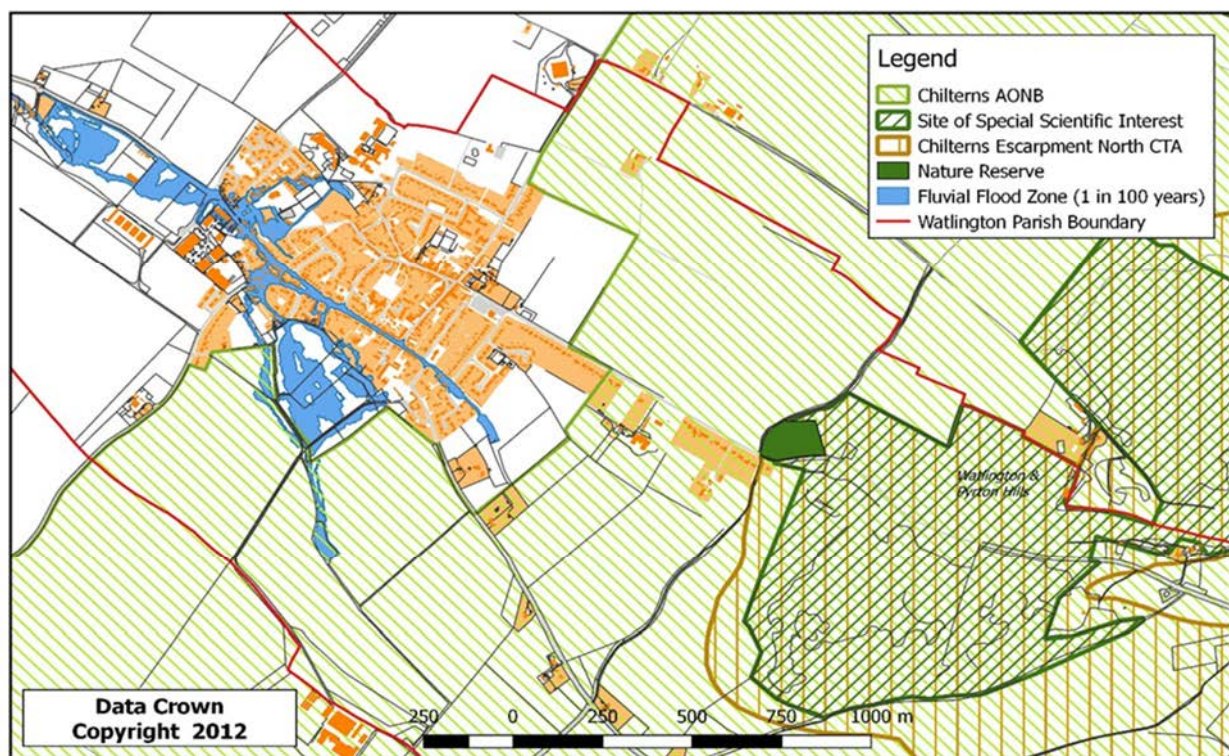 Legend
Chilterns AONB
Site of Special Scientific Interest
Chilterns Escarpment North CTA
Nature Reserve
Fluvial Flood Zone (1 in 100 years)
Watlington Parish Boundary
Watlington &
Pyrton Hills
Data Crown
Copyright 2012
250 0 250 500 750 1000 m